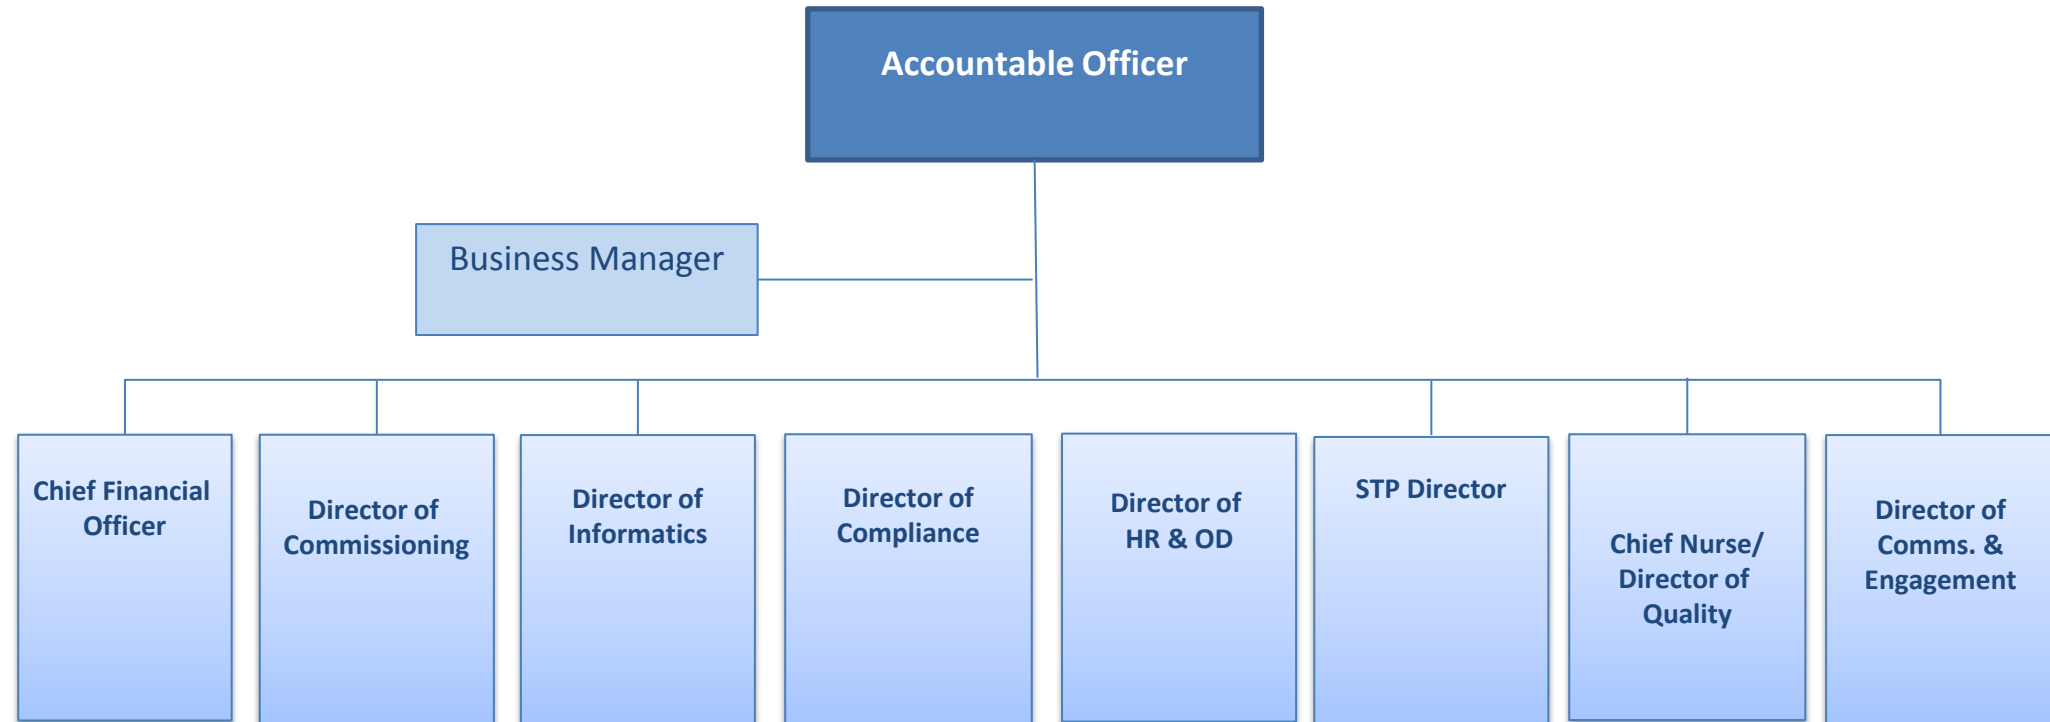 Accountable Officer
Business Manager
Chief Financial
Officer
Director of
Commissioning
Director of
Informatics
Director of
Compliance
Director of
HR & OD
STP Director
Chief Nurse/
Director of
Quality
Director of
Comms. &
Engagement